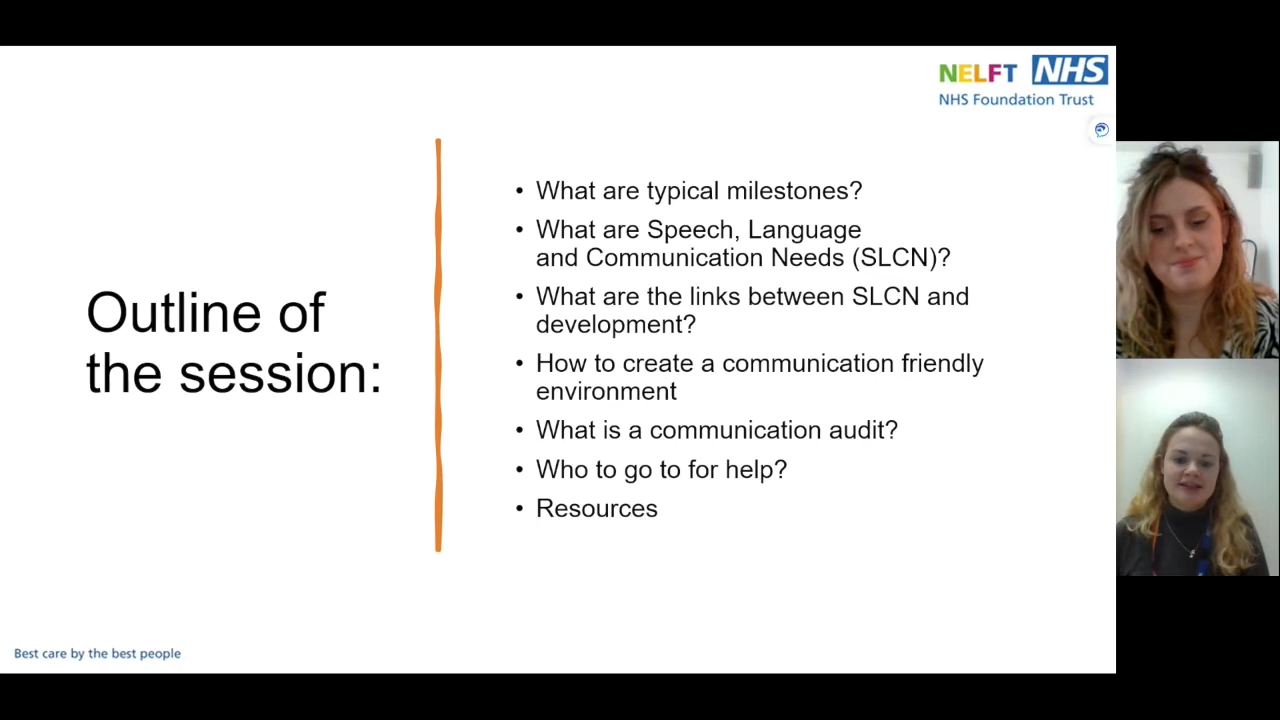 NELFT NHS
NHS Foundation Trust
Outline of
the session:
• What are typical milestones?
• What are Speech, Language
and Communication Needs (SLCN)?
• What are the links between SLCN and
development?
• How to create a communication friendly
environment
• What is a communication audit?
• Who to go to for help?
• Resources
Best care by the best people